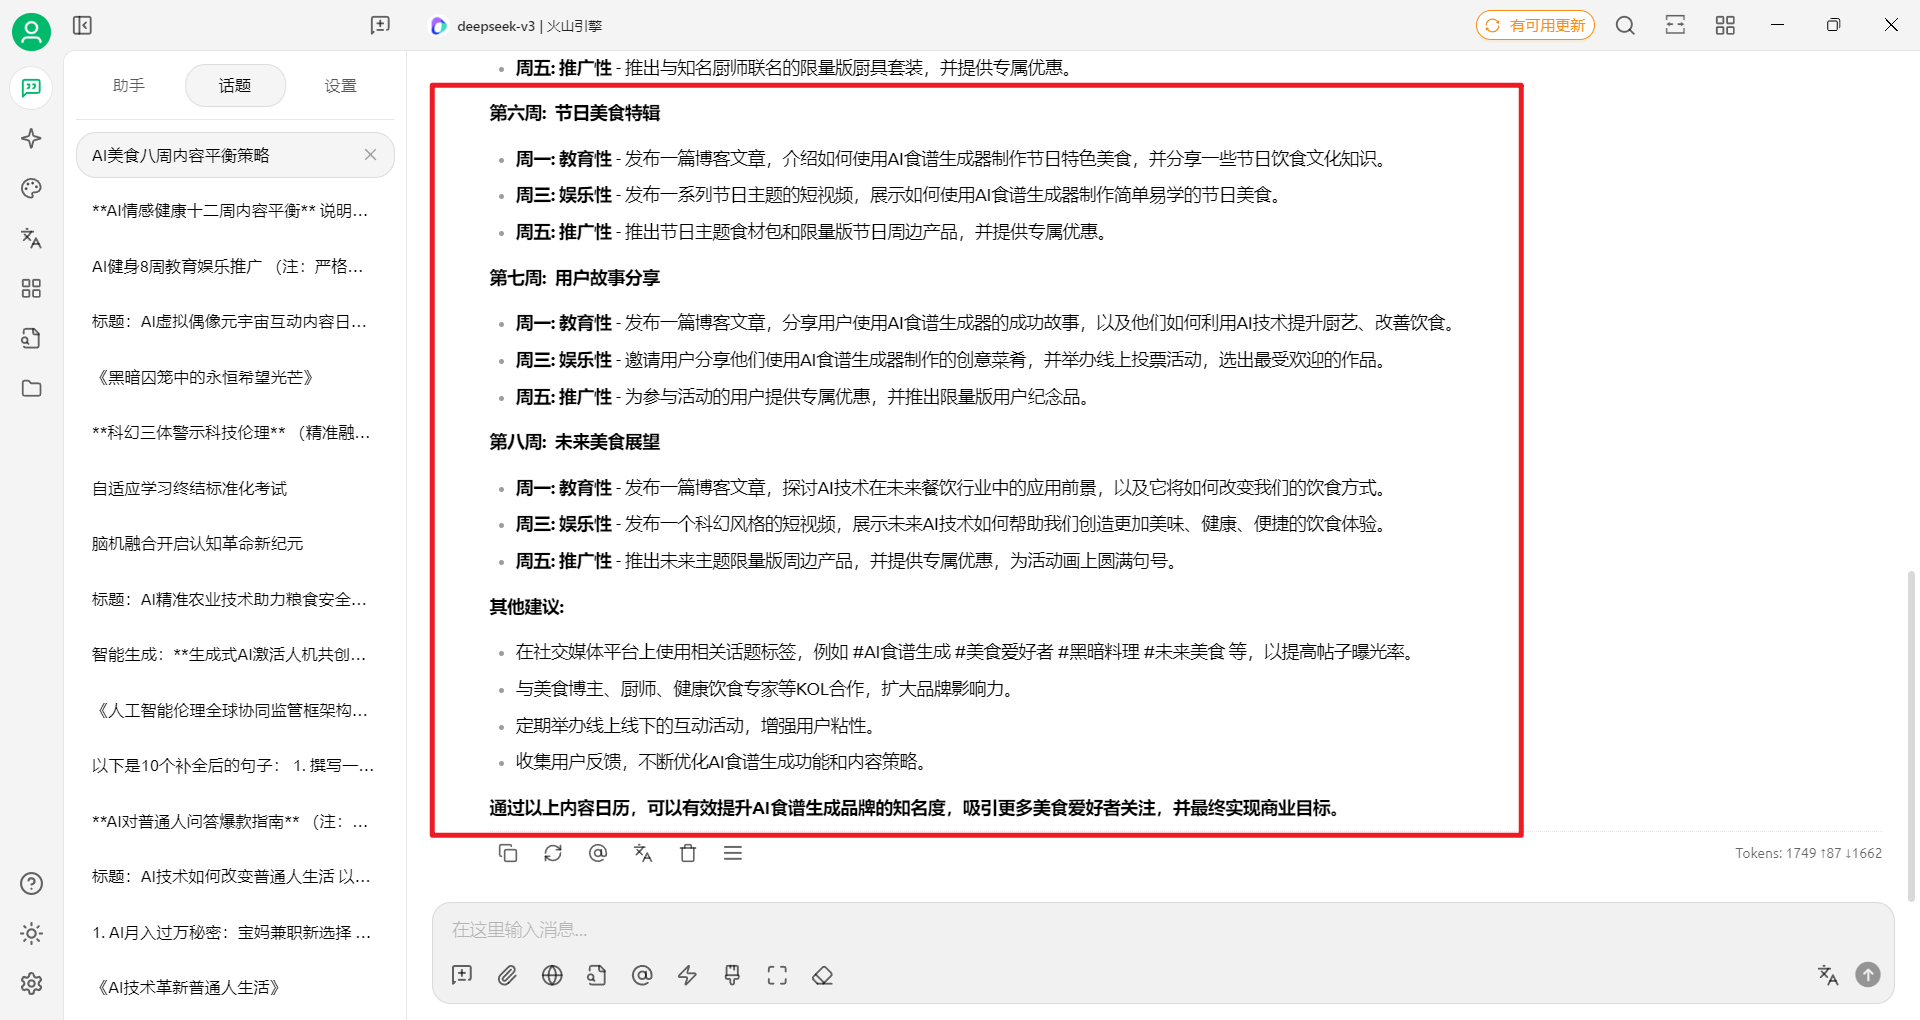 deepseek-v3 | 火山引擎
有可用更新
助手
话题
设置
AI美食八周内容平衡策略
**AI情感健康十二周内容平衡** 说明...
AI健身8周教育娱乐推广 （注：严格...
标题：AI虚拟偶像元宇宙互动内容日...
《黑暗囚笼中的永恒希望光芒》
**科幻三体警示科技伦理** （精准融...
自适应学习终结标准化考试
脑机融合开启认知革命新纪元
标题：AI精准农业技术助力粮食安全...
智能生成：**生成式AI激活人机共创...
《人工智能伦理全球协同监管框架构...
以下是10个补全后的句子： 1. 撰写一...
**AI对普通人问答爆款指南** （注：...
标题：AI技术如何改变普通人生活 以...
1. AI月入过万秘密：宝妈兼职新选择 ...
《AI技术革新普通人生活》
周五: 推广性 - 推出与知名厨师联名的限量版厨具套装，并提供专属优惠。
第六周: 节日美食特辑
周一: 教育性 - 发布一篇博客文章，介绍如何使用AI食谱生成器制作节日特色美食，并分享一些节日饮食文化知识。
周三: 娱乐性 - 发布一系列节日主题的短视频，展示如何使用AI食谱生成器制作简单易学的节日美食。
周五: 推广性 - 推出节日主题食材包和限量版节日周边产品，并提供专属优惠。
第七周: 用户故事分享
周一: 教育性 - 发布一篇博客文章，分享用户使用AI食谱生成器的成功故事，以及他们如何利用AI技术提升厨艺、改善饮食。
周三: 娱乐性 - 邀请用户分享他们使用AI食谱生成器制作的创意菜肴，并举办线上投票活动，选出最受欢迎的作品。
周五: 推广性 - 为参与活动的用户提供专属优惠，并推出限量版用户纪念品。
第八周: 未来美食展望
周一: 教育性 - 发布一篇博客文章，探讨AI技术在未来餐饮行业中的应用前景，以及它将如何改变我们的饮食方式。
周三: 娱乐性 - 发布一个科幻风格的短视频，展示未来AI技术如何帮助我们创造更加美味、健康、便捷的饮食体验。
周五: 推广性 - 推出未来主题限量版周边产品，并提供专属优惠，为活动画上圆满句号。
其他建议:
在社交媒体平台上使用相关话题标签，例如 #AI食谱生成 #美食爱好者 #黑暗料理 #未来美食 等，以提高帖子曝光率。
与美食博主、厨师、健康饮食专家等KOL合作，扩大品牌影响力。
定期举办线上线下的互动活动，增强用户粘性。
收集用户反馈，不断优化AI食谱生成功能和内容策略。
通过以上内容日历，可以有效提升AI食谱生成品牌的知名度，吸引更多美食爱好者关注，并最终实现商业目标。
Tokens: 1749 ↑87 ↓1662
在这里输入消息...